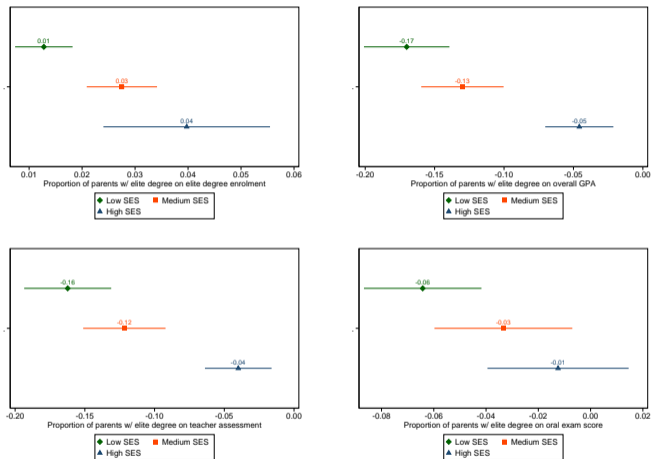 0.01
0.03
0.04
0.01 0.02 0.03 0.04 0.05 0.06
Proportion of parents w/ elite degree on elite degree enrolment
Low SES Medium SES
High SES
-0.17
-0.13
-0.05
-0.20 -0.15 -0.10 -0.05 0.00
Proportion of parents w/ elite degree on overall GPA
Low SES Medium SES
High SES
-0.16
-0.12
-0.04
-0.20 -0.15 -0.10 -0.05 0.00
Proportion of parents w/ elite degree on teacher assessment
Low SES Medium SES
High SES
-0.06
-0.03
-0.01
-0.08 -0.06 -0.04 -0.02 0.00 0.02
Proportion of parents w/ elite degree on oral exam score
Low SES Medium SES
High SES